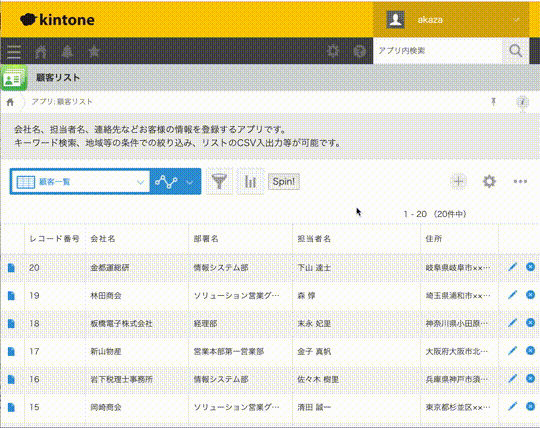 kintone
akaza
アプリ内検索
顧客リスト
アプリ: 顧客リスト
会社名、担当者名、連絡先などお客様の情報を登録するアプリです。
キーワード検索、地域等の条件での絞り込み、リストのCSV入出力等が可能です。
顧客一覧 Spin!
1 - 20 （20件中）
レコード番号 会社名 部署名 担当者名 住所
20 金都運総研 情報システム部 下山 達士 岐阜県岐阜市××…
19 林田商会 ソリューション営業グ… 森 惇 埼玉県浦和市××…
18 板橋電子株式会社 経理部 末永 妃里 神奈川県小田原…
17 新山物産 営業本部第一営業部 金子 真帆 大阪府大阪市北…
16 岩下税理士事務所 情報システム部 佐々木 樹里 兵庫県神戸市須…
15 岡崎商会 ソリューション営業グ… 清田 誠一 東京都杉並区××…